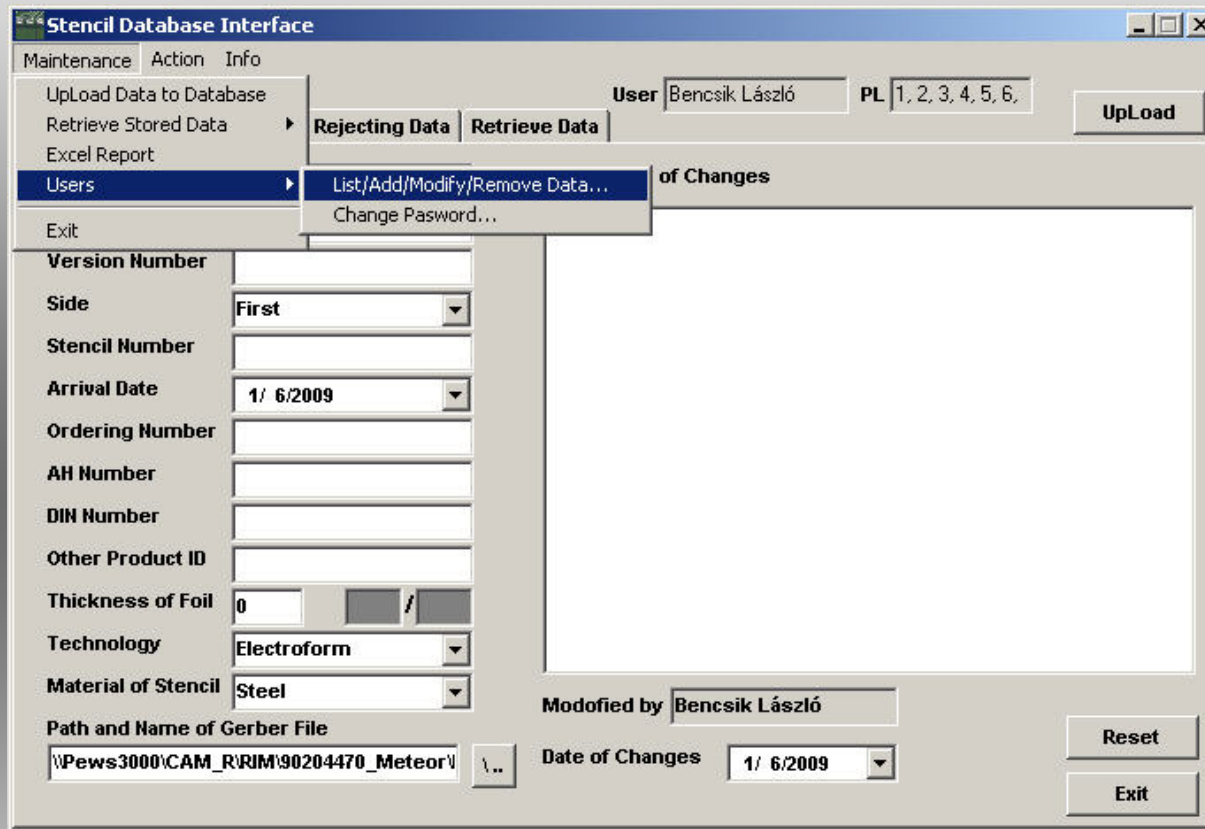 Stencil Database Interface
Maintenance Action Info
UpLoad Data to Database
Retrieve Stored Data
Excel Report
Users
Exit
List/Add/Modify/Remove Data...
Change Pasword...
User Bencsik László PL 1, 2, 3, 4, 5, 6,
UpLoad
Rejecting Data Retrieve Data
of Changes
Version Number
Side First
Stencil Number
Arrival Date 1/ 6/2009
Ordering Number
AH Number
DIN Number
Other Product ID
Thickness of Foil 0 /
Technology Electroform
Material of Stencil Steel
Path and Name of Gerber File
\\Pews3000\CAM_R\RIM\90204470_Meteor\ \..
Modofied by Bencsik László
Date of Changes 1/ 6/2009
Reset
Exit